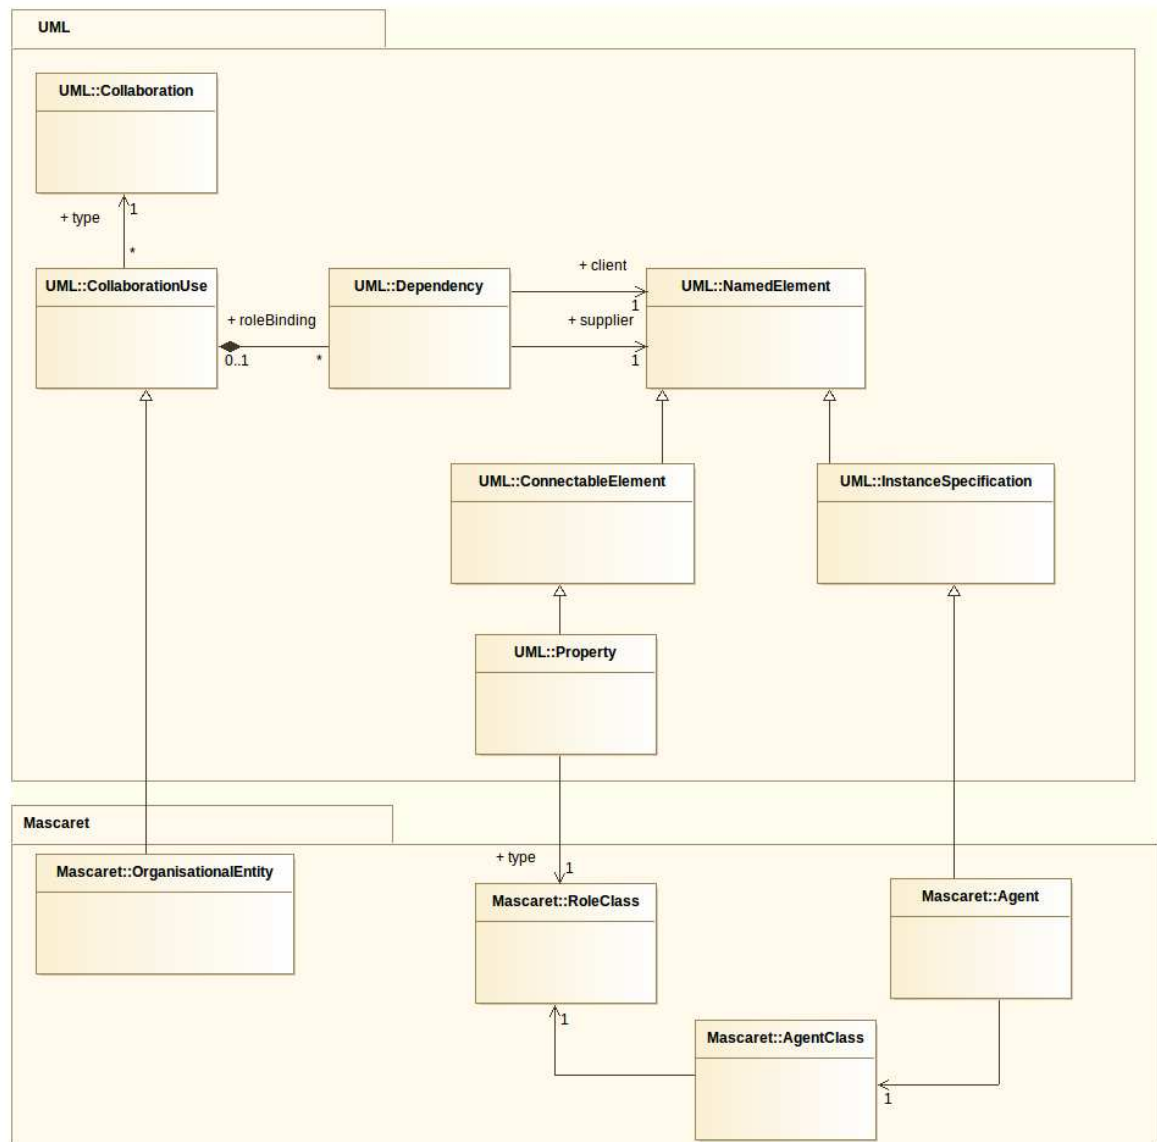 UML
UML::Collaboration
1
+ type
*
UML::CollaborationUse
UML::Dependency
+ client
UML::NamedElement
1
+ roleBinding
+ supplier
0..1
*
1
UML::ConnectableElement
UML::InstanceSpecification
UML::Property
Mascaret
+ type
1
Mascaret::OrganisationalEntity
Mascaret::RoleClass
Mascaret::Agent
1
Mascaret::AgentClass
1